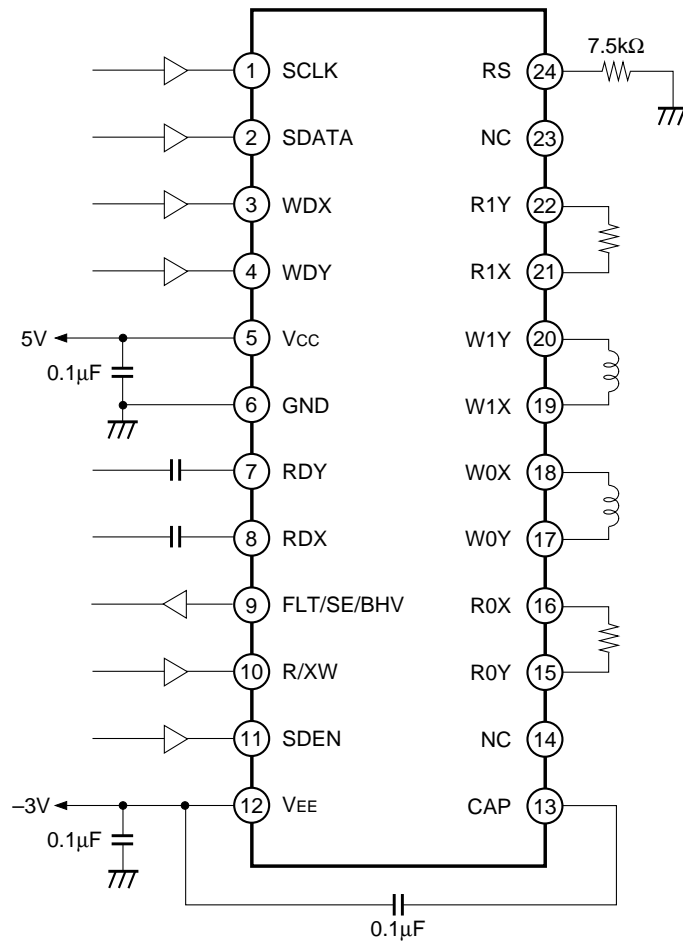 7.5kΩ
1 SCLK RS 24
2 SDATA NC 23
3 WDX R1Y 22
4 WDY R1X 21
5V 5 VCC W1Y 20
0.1µF
6 GND W1X 19
7 RDY W0X 18
8 RDX W0Y 17
9 FLT/SE/BHV R0X 16
10 R/XW R0Y 15
11 SDEN NC 14
–3V 12 VEE CAP 13
0.1µF
0.1µF